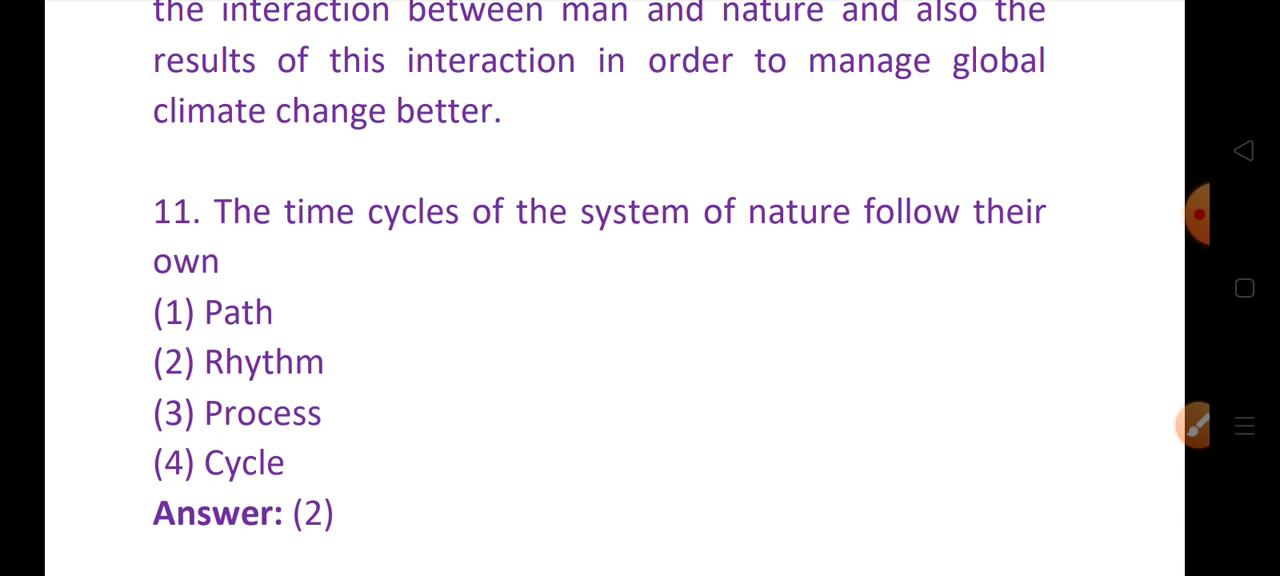 the interaction between man and nature and also the
results of this interaction in order to manage global
climate change better.
11. The time cycles of the system of nature follow their
own
(1) Path
(2) Rhythm
(3) Process
(4) Cycle
Answer: (2)